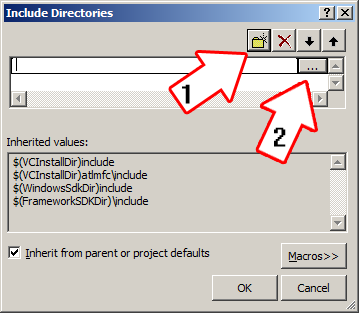 Include Directories
1
...
2
Inherited values:
$(VCInstallDir)include
$(VCInstallDir)atlmfc\include
$(WindowsSdkDir)include
$(FrameworkSDKDir)\include
Inherit from parent or project defaults
Macros>>
OK
Cancel